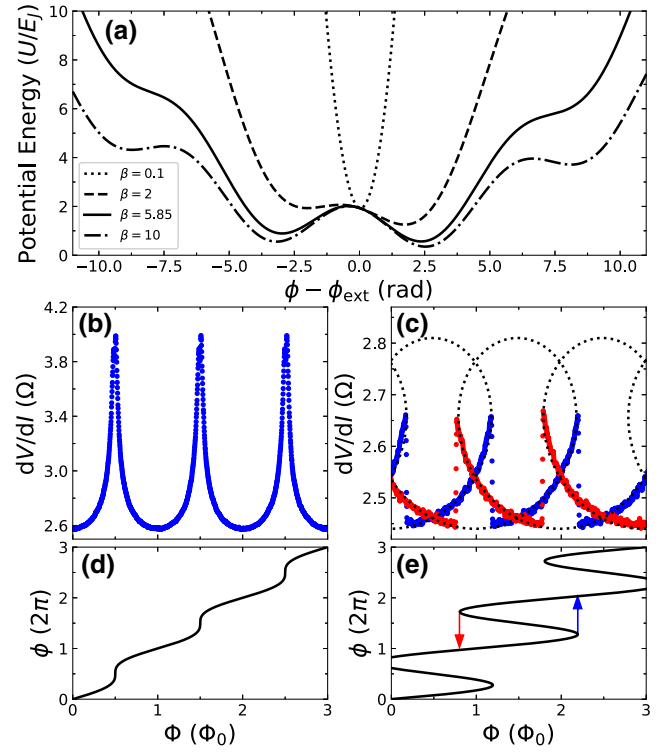 (a)
Potential Energy (U/E_J)
10
8
6
4
2
0
β = 0.1
β = 2
β = 5.85
β = 10
−10.0 −7.5 −5.0 −2.5 0.0 2.5 5.0 7.5 10.0
ϕ − ϕ_ext (rad)
(b)
dV/dI (Ω)
4.2
3.8
3.4
3.0
2.6
(c)
dV/dI (Ω)
2.8
2.7
2.6
2.5
(d)
ϕ (2π)
3
2
1
0
0 1 2 3
Φ (Φ₀)
(e)
ϕ (2π)
3
2
1
0
0 1 2 3
Φ (Φ₀)